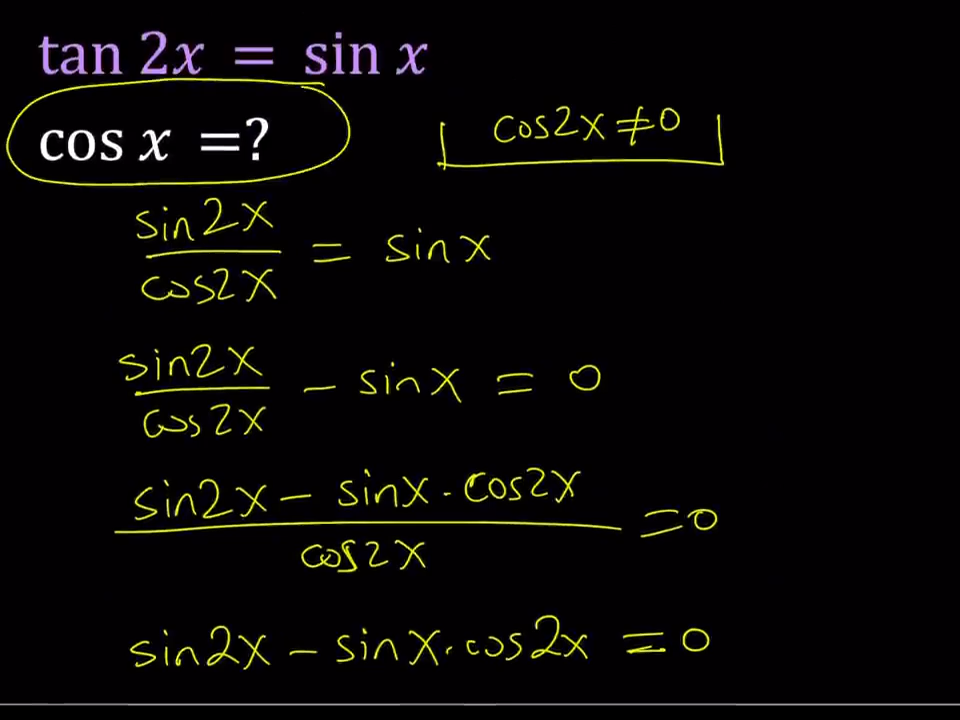 tan 2x = sin x
cos x =?
cos2x ≠ 0
sin2x / cos2x = sin x
sin2x / cos2x − sin x = 0
sin2x − sinx · cos2x / cos2x = 0
sin2x − sinx · cos2x = 0